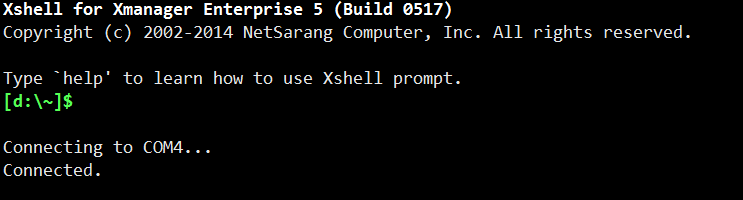 Xshell for Xmanager Enterprise 5 (Build 0517)
Copyright (c) 2002-2014 NetSarang Computer, Inc. All rights reserved.
Type `help' to learn how to use Xshell prompt.
[d:\~]$
Connecting to COM4...
Connected.